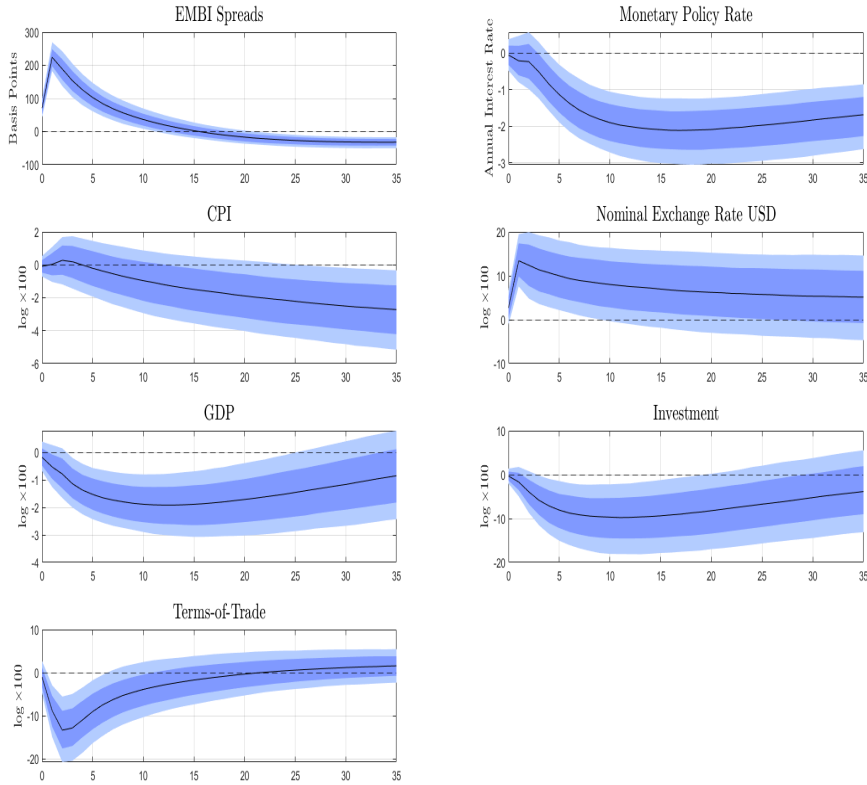 EMBI Spreads
Basis Points
300
200
100
0
-100
0 5 10 15 20 25 30 35
Monetary Policy Rate
Annual Interest Rate
0
-1
-2
-3
0 5 10 15 20 25 30 35
CPI
log ×100
2
0
-2
-4
-6
0 5 10 15 20 25 30 35
Nominal Exchange Rate USD
log ×100
20
10
0
-10
0 5 10 15 20 25 30 35
GDP
log ×100
0
-1
-2
-3
-4
0 5 10 15 20 25 30 35
Investment
log ×100
10
0
-10
-20
0 5 10 15 20 25 30 35
Terms-of-Trade
log ×100
10
0
-10
-20
0 5 10 15 20 25 30 35